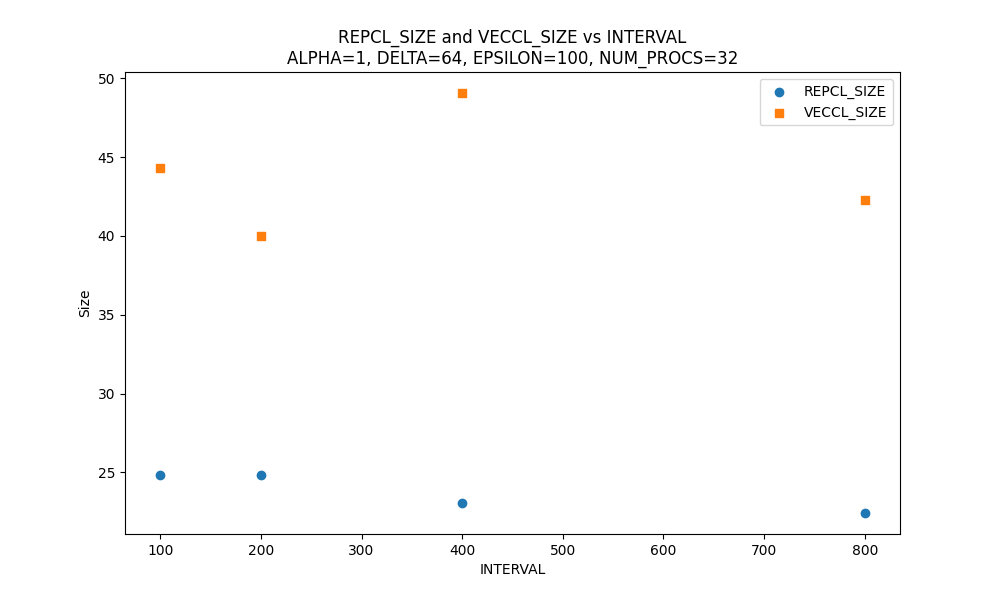 REPCL_SIZE and VECCL_SIZE vs INTERVAL
ALPHA=1, DELTA=64, EPSILON=100, NUM_PROCS=32
REPCL_SIZE
VECCL_SIZE
50
45
40
35
30
25
Size
100 200 300 400 500 600 700 800
INTERVAL